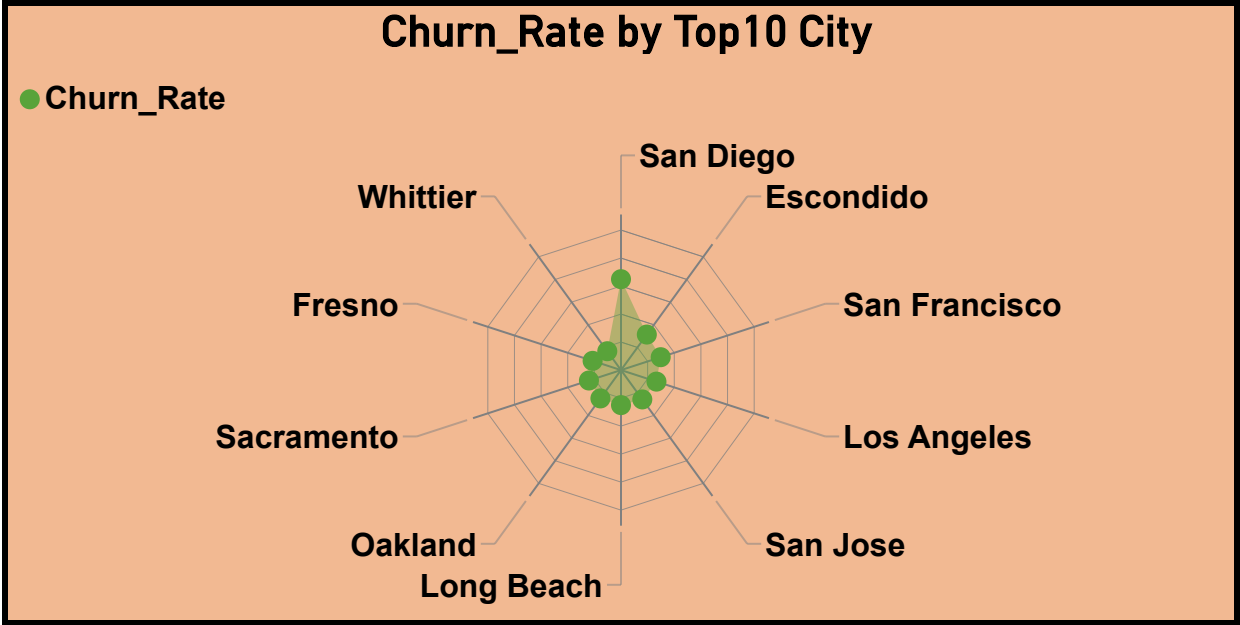 Churn_Rate by Top10 City
Churn_Rate
San Diego
Whittier
Escondido
Fresno
San Francisco
Sacramento
Los Angeles
Oakland
San Jose
Long Beach